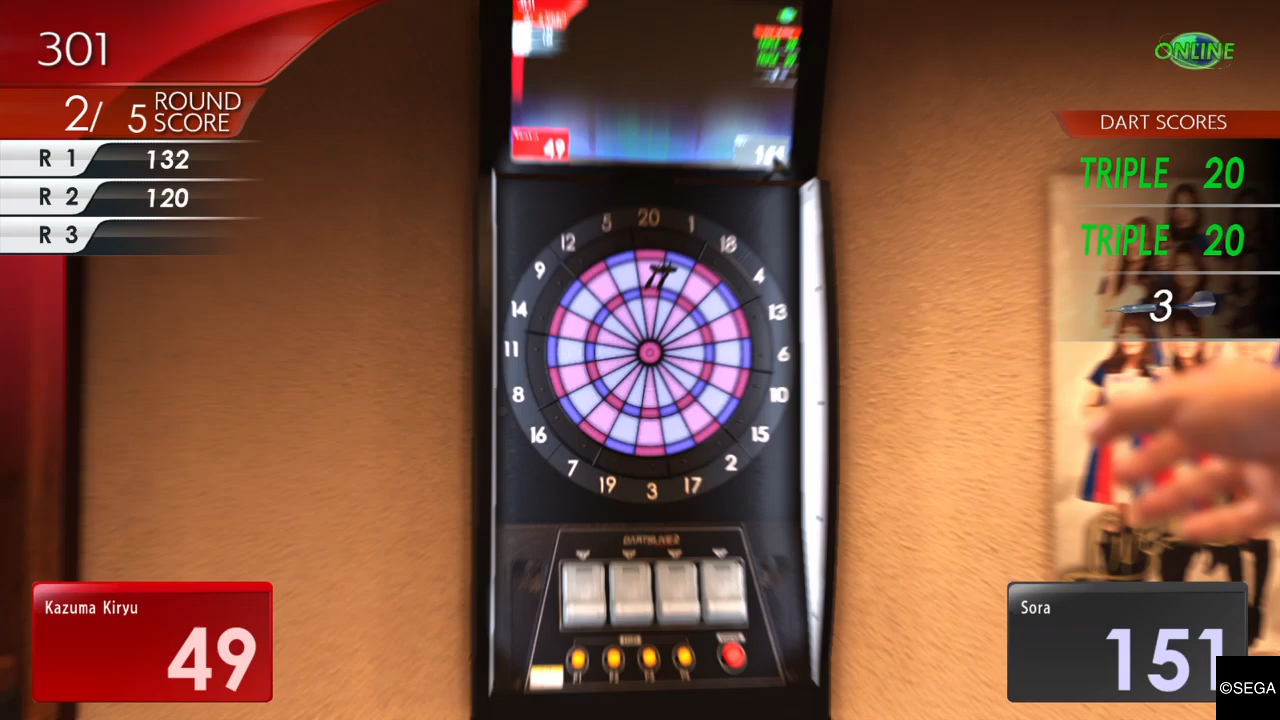 301
ONLINE
2/ 5 ROUND SCORE
DART SCORES
R 1 132
R 2 120
R 3
TRIPLE 20
TRIPLE 20
3
49
5 20 1
12 18
9 4
14 13
11 6
8 10
16 15
7 2
19 3 17
DARTSLIVE2
Kazuma Kiryu
49
Sora
151
©SEGA